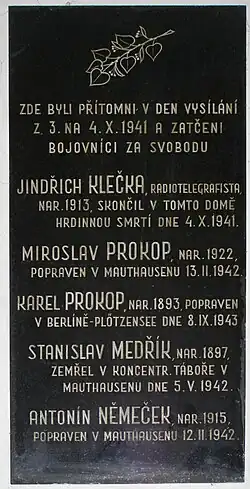 ZDE BYLI PŘÍTOMNI V DEN VYSÍLÁNÍ
Z 3. NA 4. X. 1941 A ZATČENI
BOJOVNÍCI ZA SVOBODU
JINDŘICH KLEČKA, RADIOTELEGRAFISTA,
NAR. 1913, SKONČIL V TOMTO DOMĚ
HRDINNOU SMRTÍ DNE 4. X. 1941.
MIROSLAV PROKOP, NAR. 1922,
POPRAVEN V MAUTHAUSENU 13. 11. 1942.
KAREL PROKOP, NAR. 1893, POPRAVEN
V BERLÍNĚ-PLÖTZENSEE DNE 8. IX. 1943
STANISLAV MEDŘÍK, NAR. 1897,
ZEMŘEL V KONCENTR. TÁBOŘE V
MAUTHAUSENU DNE 5. V. 1942.
ANTONÍN NĚMEČEK, NAR. 1915,
POPRAVEN V MAUTHAUSENU 12. 11. 1942.